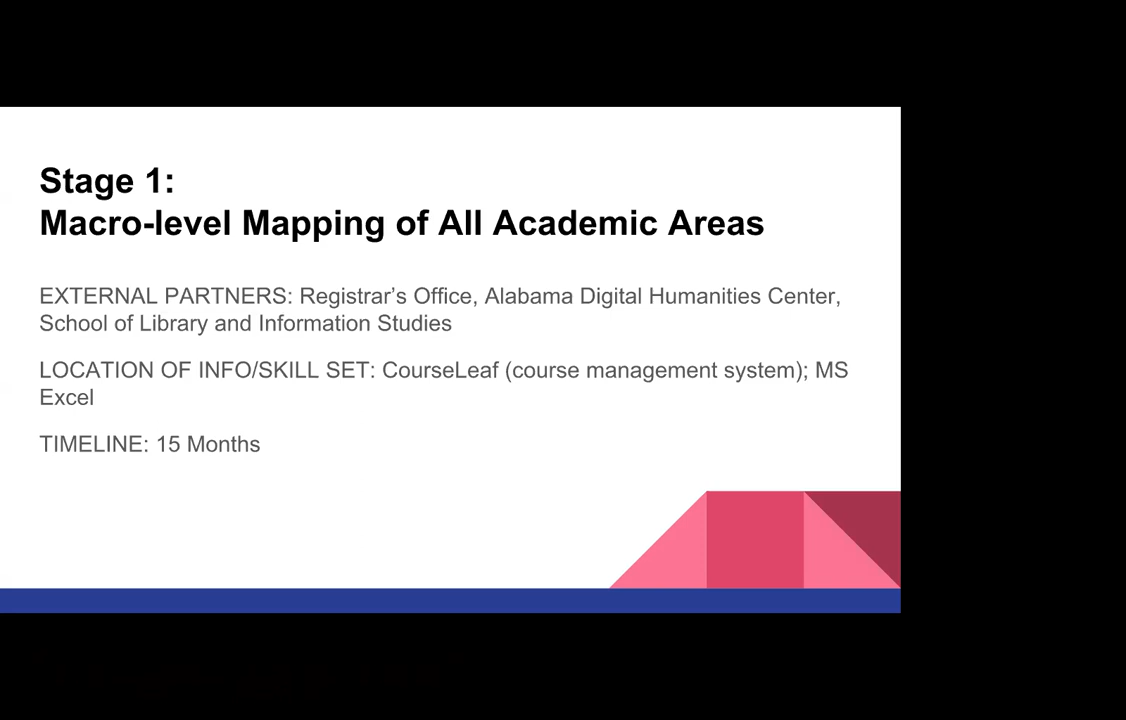 Stage 1:
Macro-level Mapping of All Academic Areas
EXTERNAL PARTNERS: Registrar’s Office, Alabama Digital Humanities Center,
School of Library and Information Studies
LOCATION OF INFO/SKILL SET: CourseLeaf (course management system); MS
Excel
TIMELINE: 15 Months